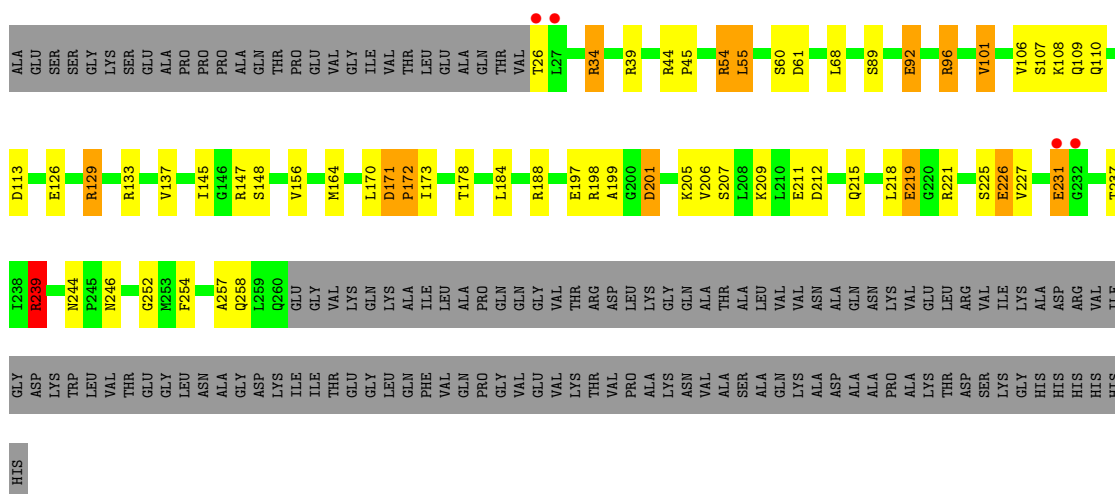 ALA GLU SER SER GLY LYS SER GLU ALA PRO PRO PRO ALA GLN THR PRO GLU VAL GLY ILE VAL THR LEU GLU ALA GLN THR VAL T26 L27 R34 R39 R44 P45 R54 L55 S60 D61 L68 S89 E92 R96 V101 V106 S107 K108 Q109 Q110
D113 E126 R129 R133 V137 I145 G146 R147 S148 V156 M164 L170 D171 P172 I173 T178 L184 R188 E197 R198 A199 G200 D201 K205 V206 S207 L208 K209 L210 E211 D212 Q215 L218 E219 G220 R221 S225 E226 V227 E231 G232 T237
I238 R239 N244 P245 N246 G252 M253 F254 A257 Q258 L259 Q260 GLU GLY VAL LYS GLN LYS ALA ILE LEU ALA PRO GLY GLN GLY VAL THR ARG ASP LEU LYS GLY GLN ALA THR ALA LEU VAL VAL ASN ALA GLN ASN LYS VAL GLU LEU ARG VAL ILE LYS ALA ASP ARG VAL ILE
GLY ASP LYS TRP LEU VAL THR GLU GLY LEU ASN ALA GLY ASP LYS ILE ILE THR GLU GLY LEU GLN PHE VAL GLN PRO GLY VAL GLU VAL LYS THR VAL PRO ALA LYS ASN VAL ALA SER ALA GLN LYS ALA ASP ALA ALA PRO ALA LYS THR ASP SER LYS GLY HIS HIS HIS HIS HIS
HIS